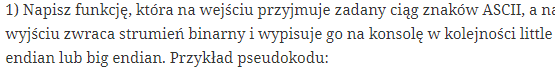 1) Napisz funkcję, która na wejściu przyjmuje zadany ciąg znaków ASCII, a na
wyjściu zwraca strumień binarny i wypisuje go na konsolę w kolejności little
endian lub big endian. Przykład pseudokodu: